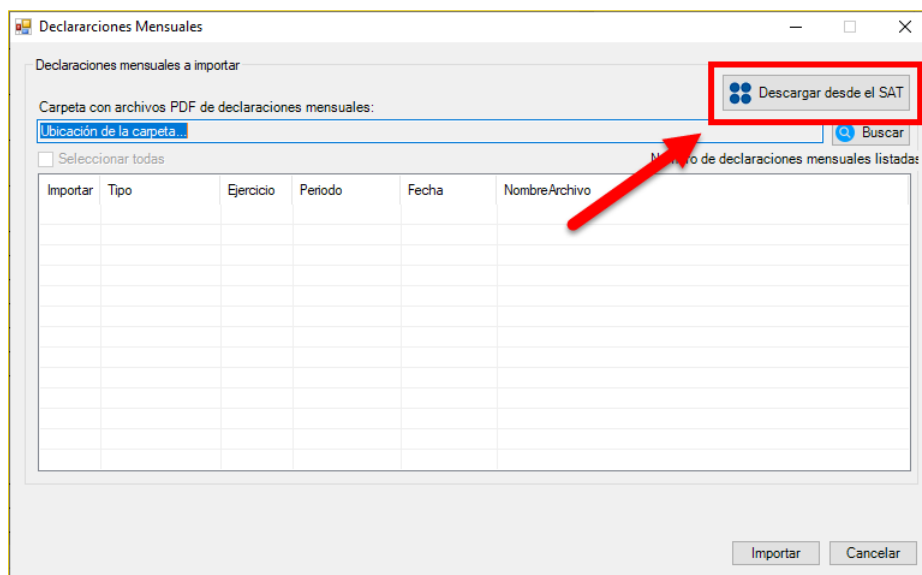 Declararciones Mensuales
Declaraciones mensuales a importar
Descargar desde el SAT
Carpeta con archivos PDF de declaraciones mensuales:
Ubicación de la carpeta...
Buscar
Seleccionar todas
de declaraciones mensuales listadas
Importar Tipo Ejercicio Periodo Fecha NombreArchivo
Importar Cancelar